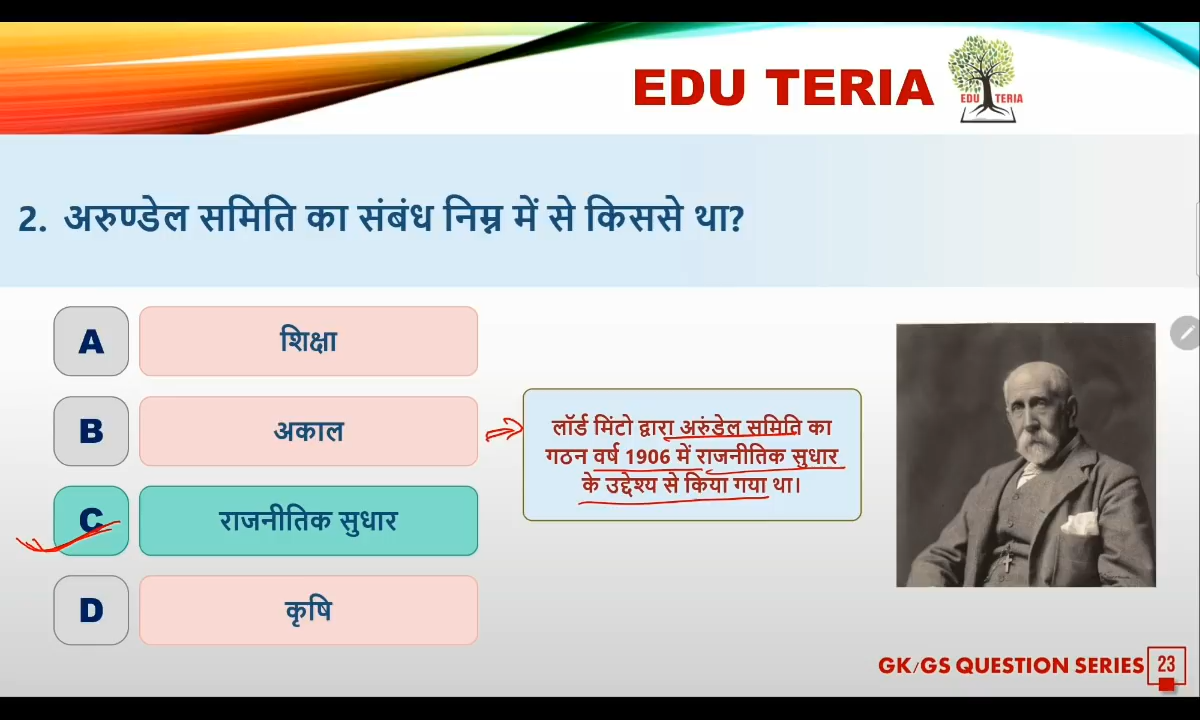 EDU TERIA
EDU TERIA
2. अरुण्डेल समिति का संबंध निम्न में से किससे था?
A शिक्षा
B अकाल
C राजनीतिक सुधार
D कृषि
लॉर्ड मिंटो द्वारा अरुंडेल समिति का
गठन वर्ष 1906 में राजनीतिक सुधार
के उद्देश्य से किया गया था।
GK/GS QUESTION SERIES 23